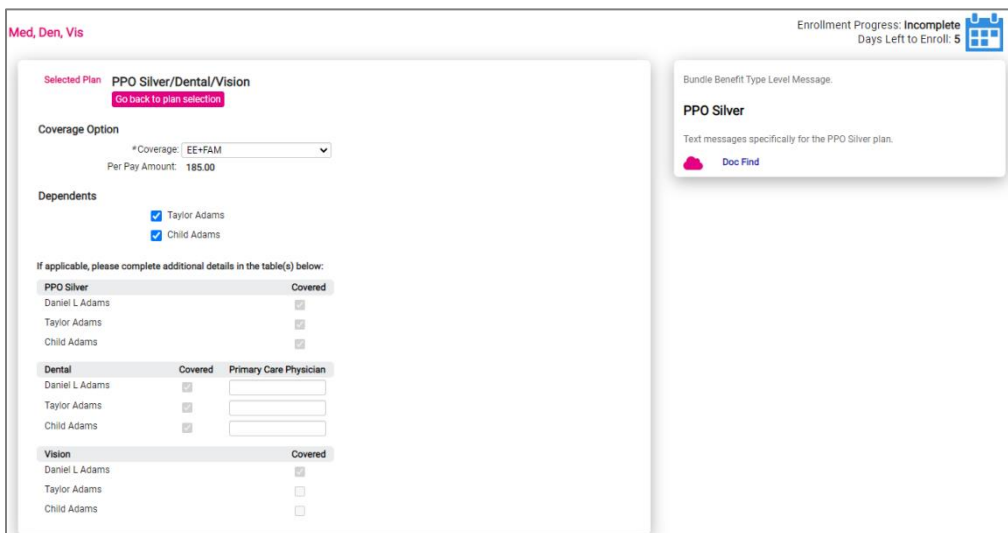 Med, Den, Vis
Enrollment Progress: Incomplete
Days Left to Enroll: 5
Selected Plan PPO Silver/Dental/Vision
Go back to plan selection
Coverage Option
*Coverage: EE+FAM
Per Pay Amount: 185.00
Dependents
Taylor Adams
Child Adams
If applicable, please complete additional details in the table(s) below:
PPO Silver Covered
Daniel L Adams
Taylor Adams
Child Adams
Dental Covered Primary Care Physician
Daniel L Adams
Taylor Adams
Child Adams
Vision Covered
Daniel L Adams
Taylor Adams
Child Adams
Bundle Benefit Type Level Message.
PPO Silver
Text messages specifically for the PPO Silver plan.
Doc Find